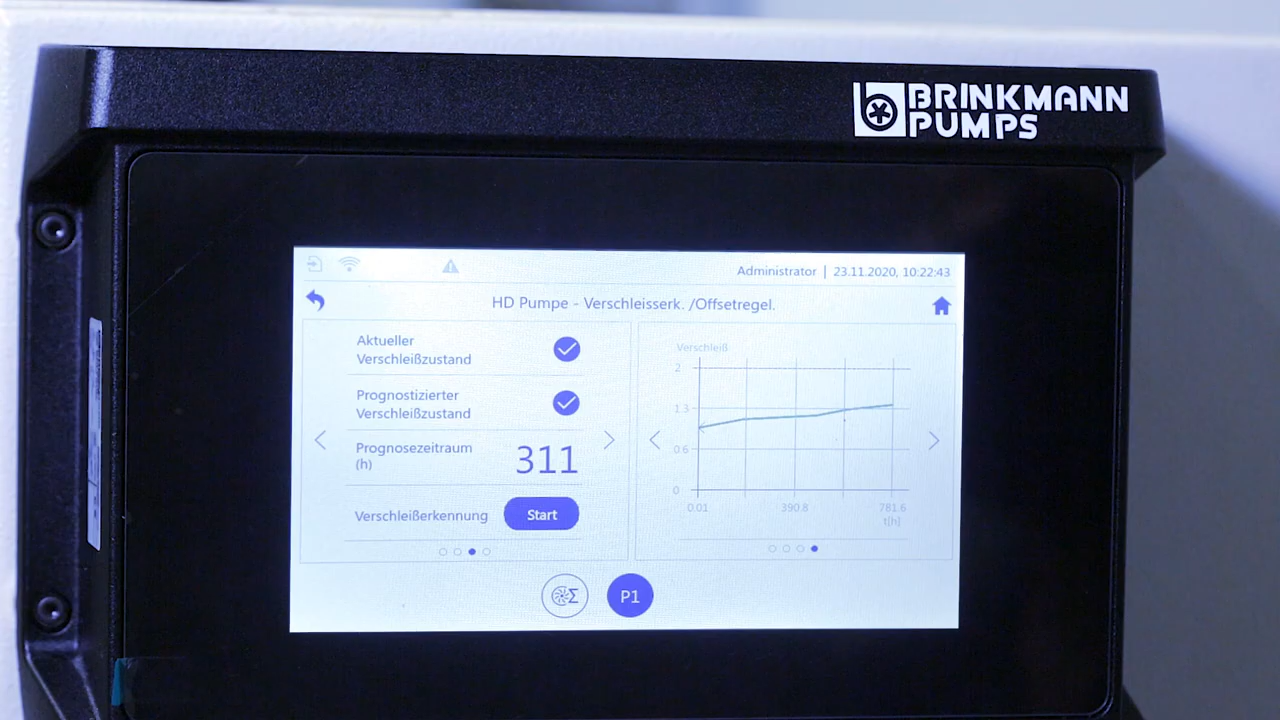 BRINKMANN
PUMPS
Administrator | 23.11.2020, 10:22:43
HD Pumpe - Verschleisserk. /Offsetregel.
Aktueller
Verschleißzustand
Prognostizierter
Verschleißzustand
Prognosezeitraum
(h)
311
Verschleißerkennung
Start
Verschleiß
2
1.3
0.6
0
0.01
390.8
781.6
t[h]
Σ
P1